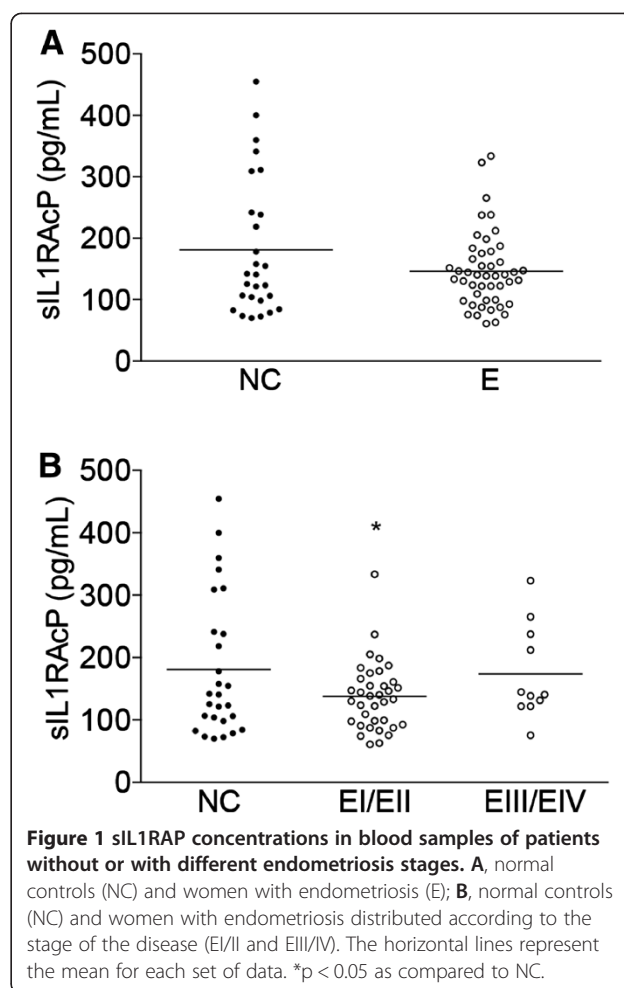 A
500
400
300
200
100
0
sIL1RAcP (pg/mL)
NC
E
B
500
400
300
200
100
0
sIL1RAcP (pg/mL)
*
NC
EI/EII
EIII/EIV
Figure 1 sIL1RAP concentrations in blood samples of patients
without or with different endometriosis stages. A, normal
controls (NC) and women with endometriosis (E); B, normal controls
(NC) and women with endometriosis distributed according to the
stage of the disease (EI/II and EIII/IV). The horizontal lines represent
the mean for each set of data. *p < 0.05 as compared to NC.